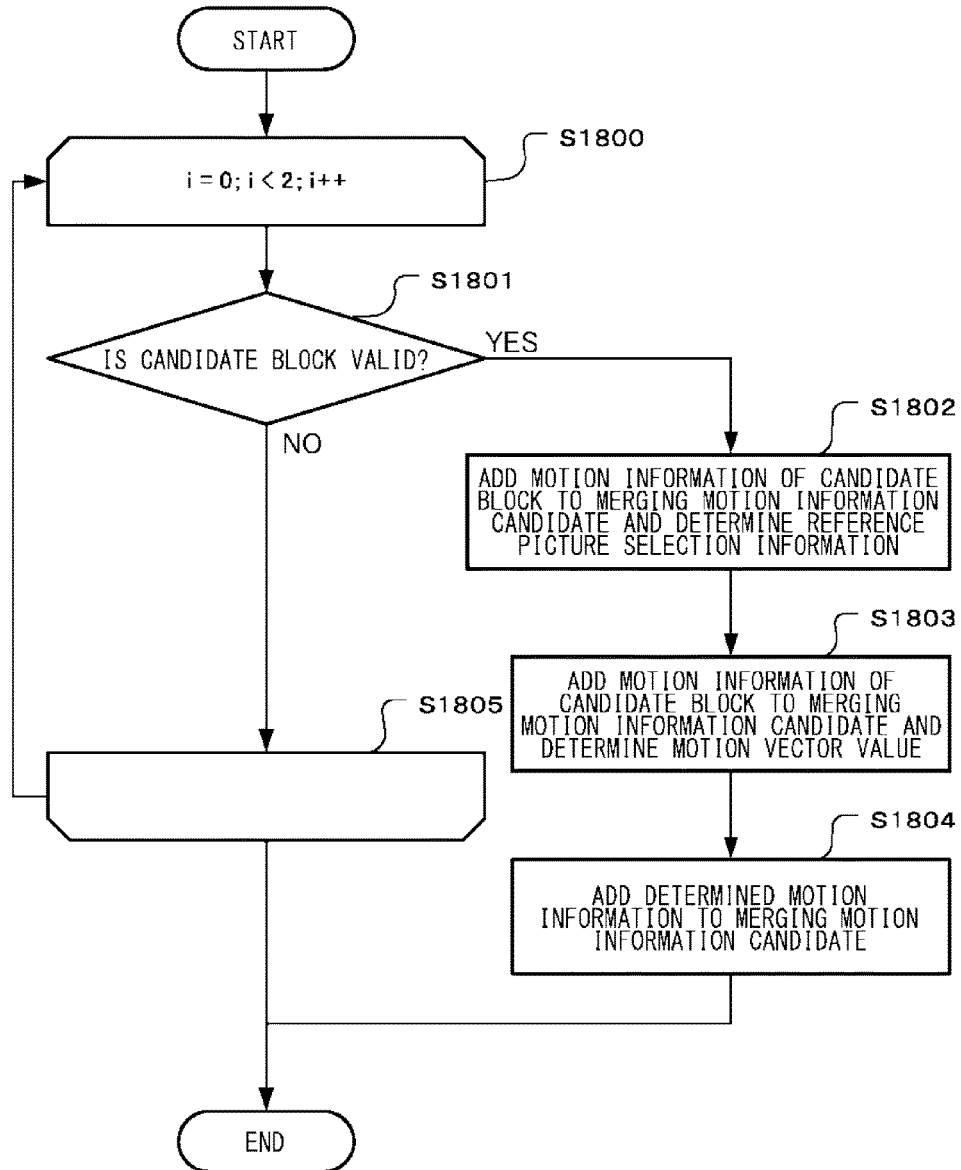 START
S1800
i=0;i<2;i++
S1801
IS CANDIDATE BLOCK VALID?
YES
NO
S1802
ADD MOTION INFORMATION OF CANDIDATE
BLOCK TO MERGING MOTION INFORMATION
CANDIDATE AND DETERMINE REFERENCE
PICTURE SELECTION INFORMATION
S1803
ADD MOTION INFORMATION OF
CANDIDATE BLOCK TO MERGING
MOTION INFORMATION CANDIDATE AND
DETERMINE MOTION VECTOR VALUE
S1805
S1804
ADD DETERMINED MOTION
INFORMATION TO MERGING MOTION
INFORMATION CANDIDATE
END